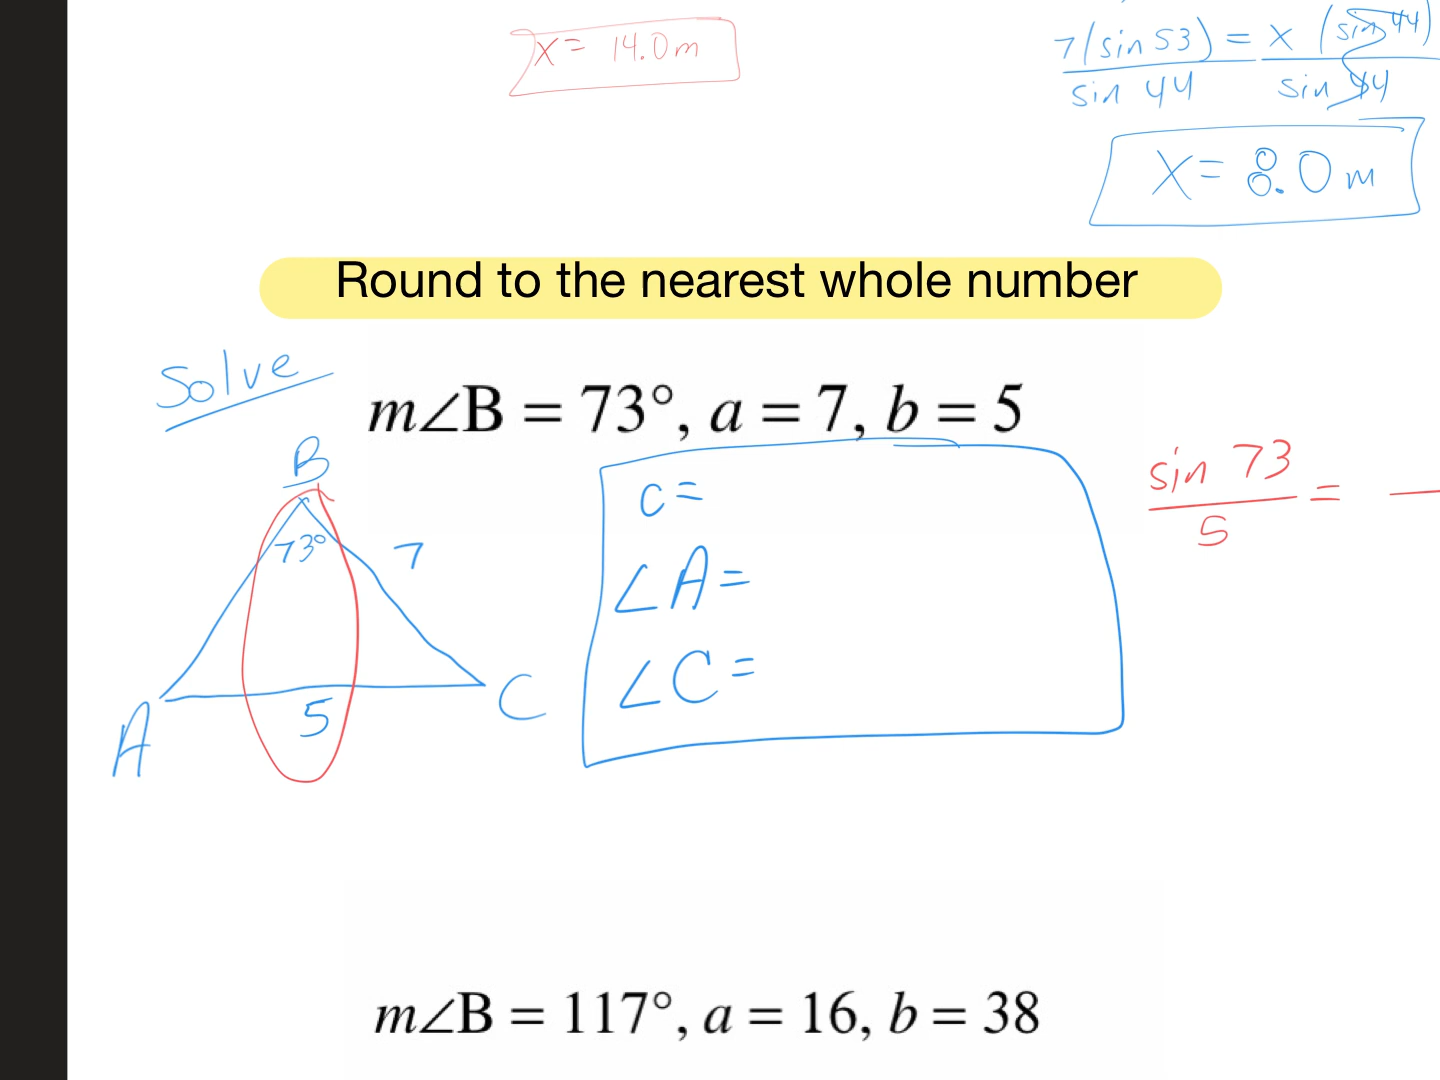 x = 14.0m
7(sin 53) = x (sin 44)
sin 44 sin 44
x = 8.0 m
Round to the nearest whole number
Solve
m∠B = 73°, a = 7, b = 5
B
73°
7
A
5
C
c =
∠A =
∠C =
sin 73 =
5
m∠B = 117°, a = 16, b = 38